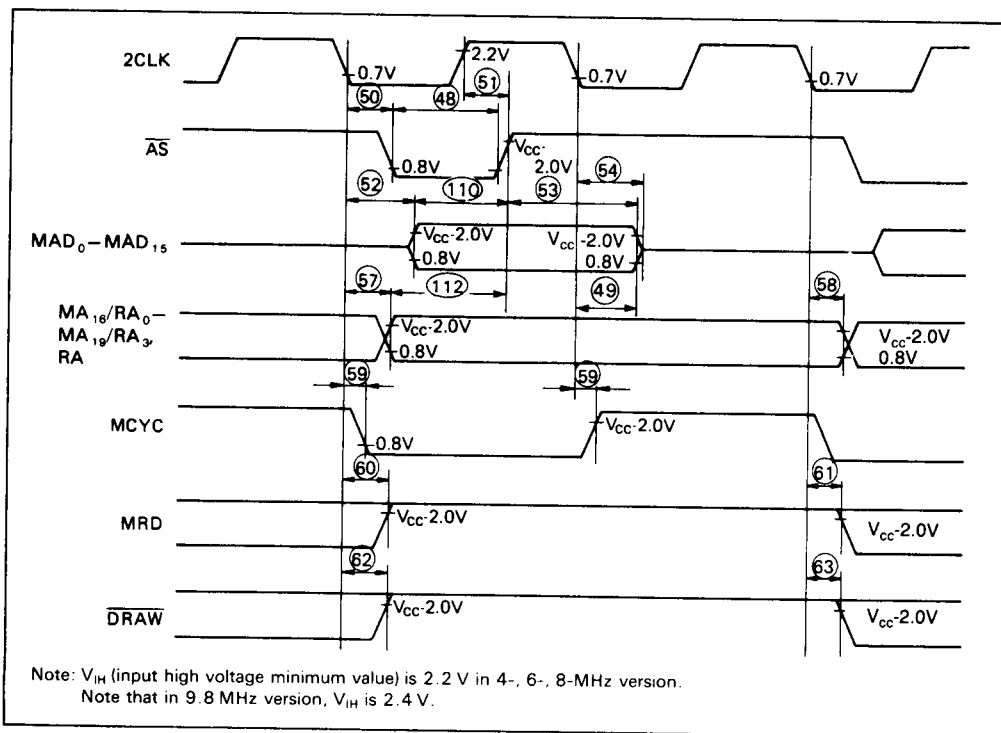 2CLK
0.7V
2.2V
0.7V
0.7V
50
48
51
AS
0.8V
VCC-
2.0V
54
52
110
53
MAD0–MAD15
VCC-2.0V
0.8V
VCC-2.0V
0.8V
57
112
49
58
MA16/RA0–
MA19/RA3,
RA
VCC-2.0V
0.8V
VCC-2.0V
0.8V
59
59
MCYC
0.8V
VCC-2.0V
60
61
MRD
VCC-2.0V
VCC-2.0V
62
63
DRAW
VCC-2.0V
VCC-2.0V
Note: VIH (input high voltage minimum value) is 2.2 V in 4-, 6-, 8-MHz version.
Note that in 9.8 MHz version, VIH is 2.4 V.